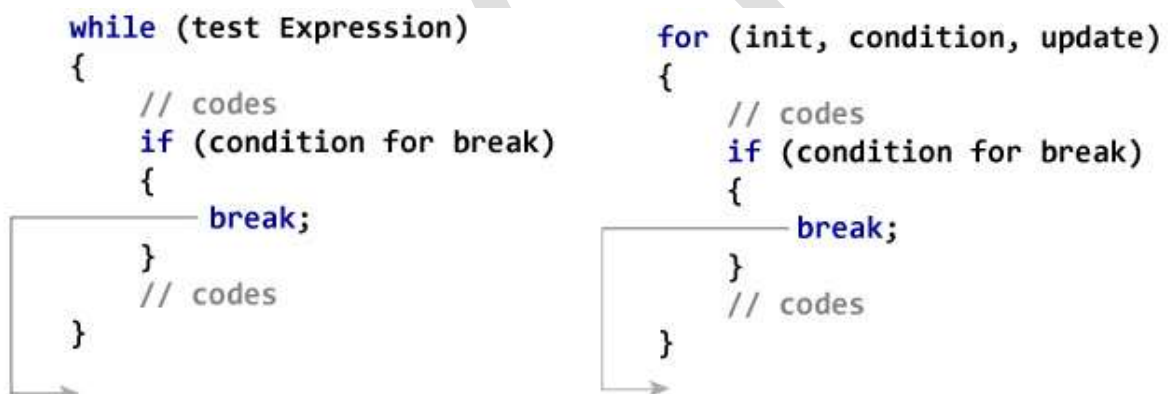 while (test Expression)
{
// codes
if (condition for break)
{
break;
}
// codes
}
for (init, condition, update)
{
// codes
if (condition for break)
{
break;
}
// codes
}